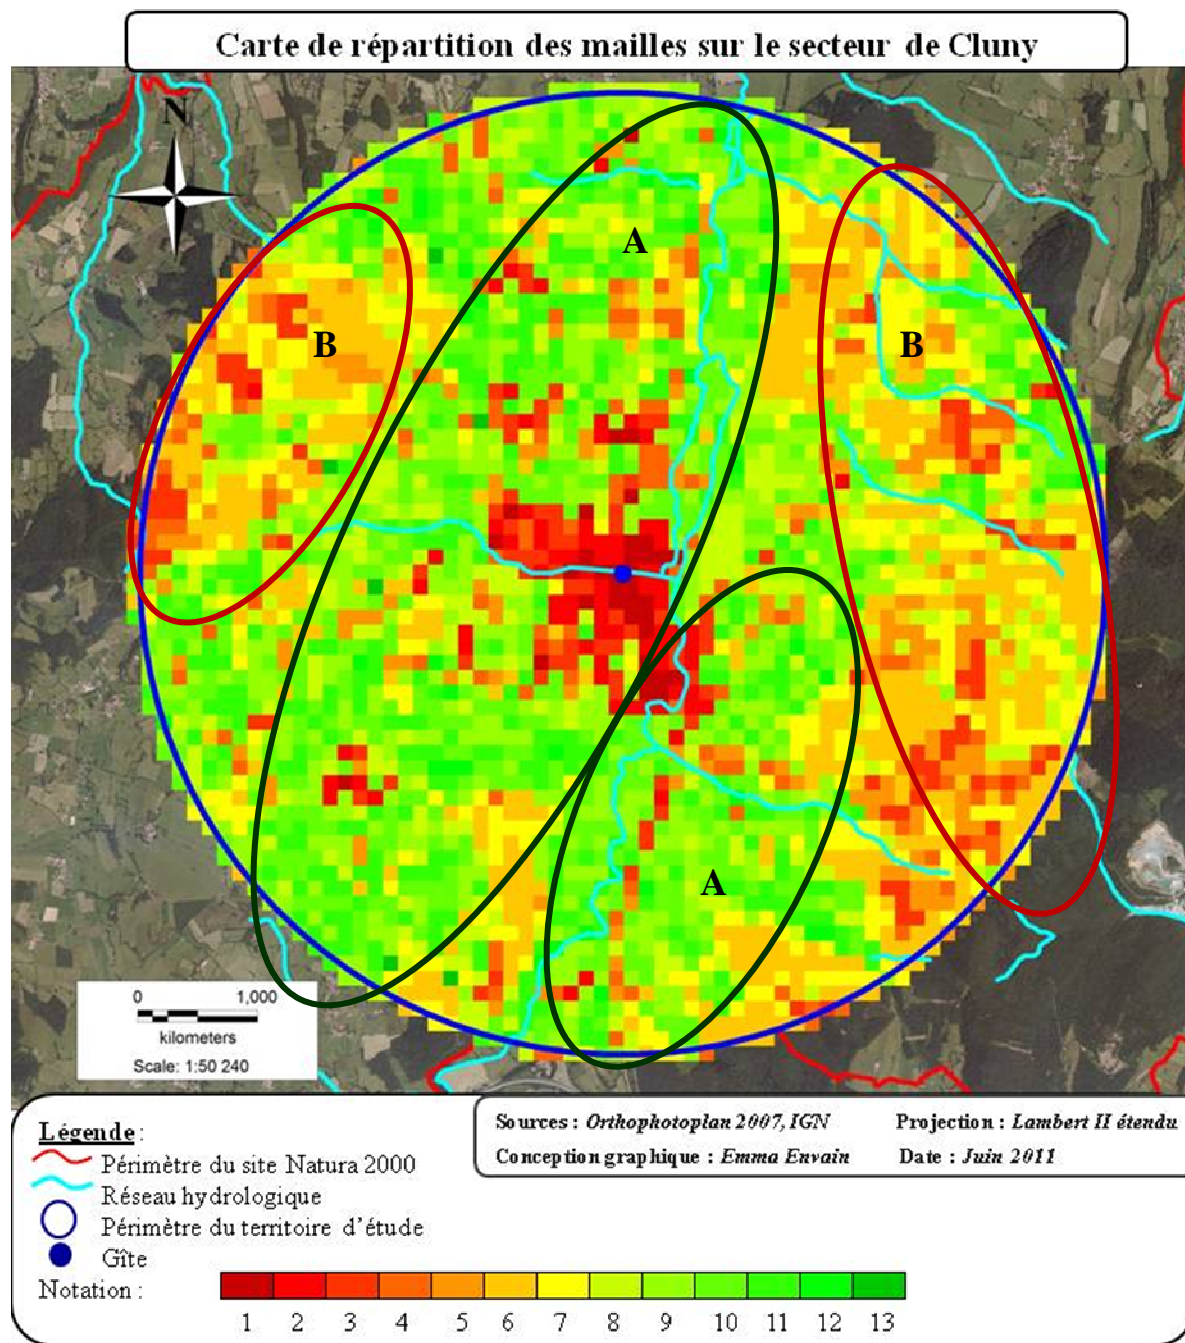 Carte de répartition des mailles sur le secteur de Cluny
N
A
B
B
A
0 1,000
kilometers
Scale: 1:50 240
Légende :
Périmètre du site Natura 2000
Réseau hydrologique
Périmètre du territoire d'étude
Gîte
Notation :
1 2 3 4 5 6 7 8 9 10 11 12 13
Sources : Orthophotoplan 2007, IGN Projection : Lambert II étendu
Conception graphique : Emma Envain Date : Juin 2011